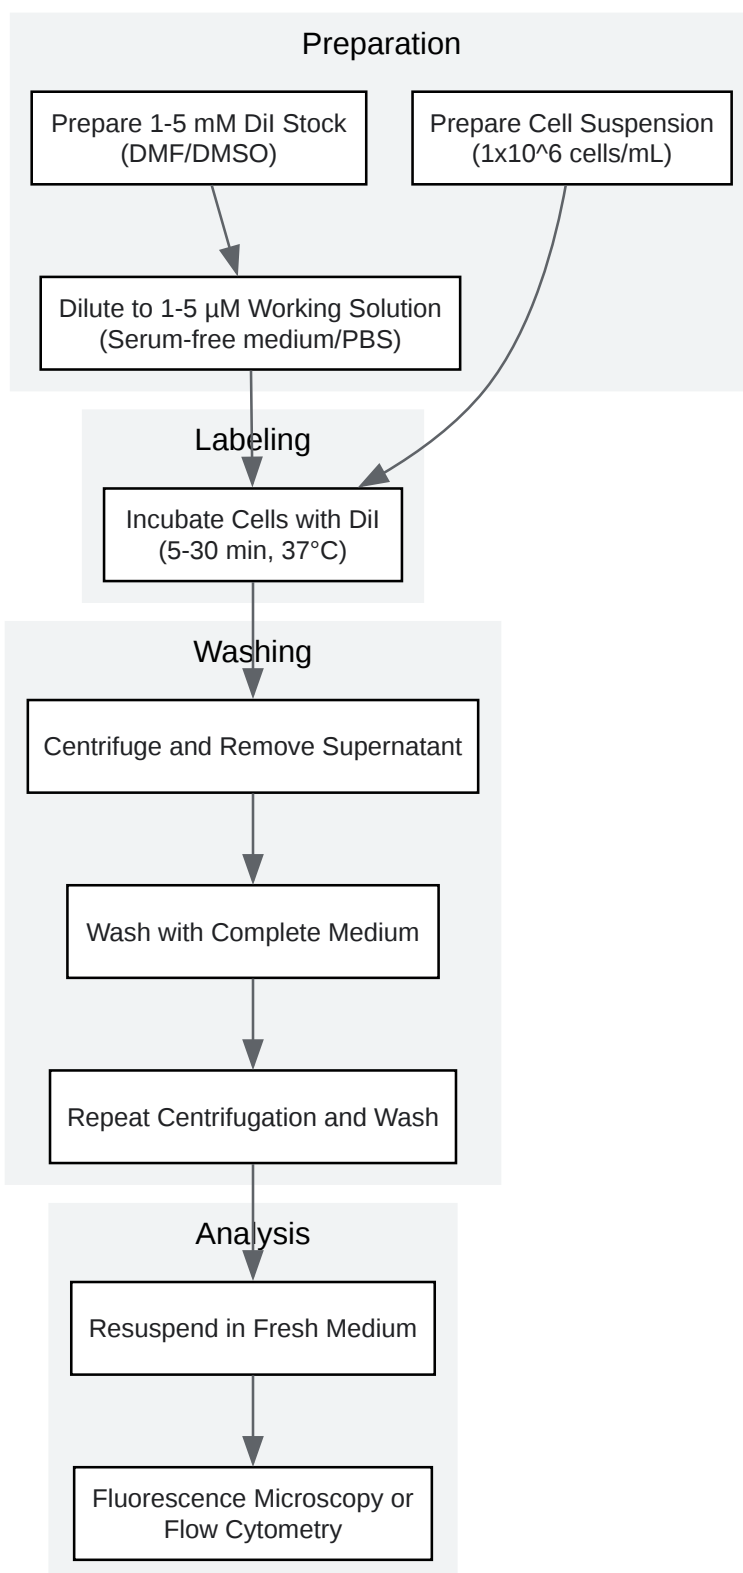 Preparation
Prepare 1-5 mM DiI Stock
(DMF/DMSO)
Prepare Cell Suspension
(1x10^6 cells/mL)
Dilute to 1-5 µM Working Solution
(Serum-free medium/PBS)
Labeling
Incubate Cells with DiI
(5-30 min, 37°C)
Washing
Centrifuge and Remove Supernatant
Wash with Complete Medium
Repeat Centrifugation and Wash
Analysis
Resuspend in Fresh Medium
Fluorescence Microscopy or
Flow Cytometry